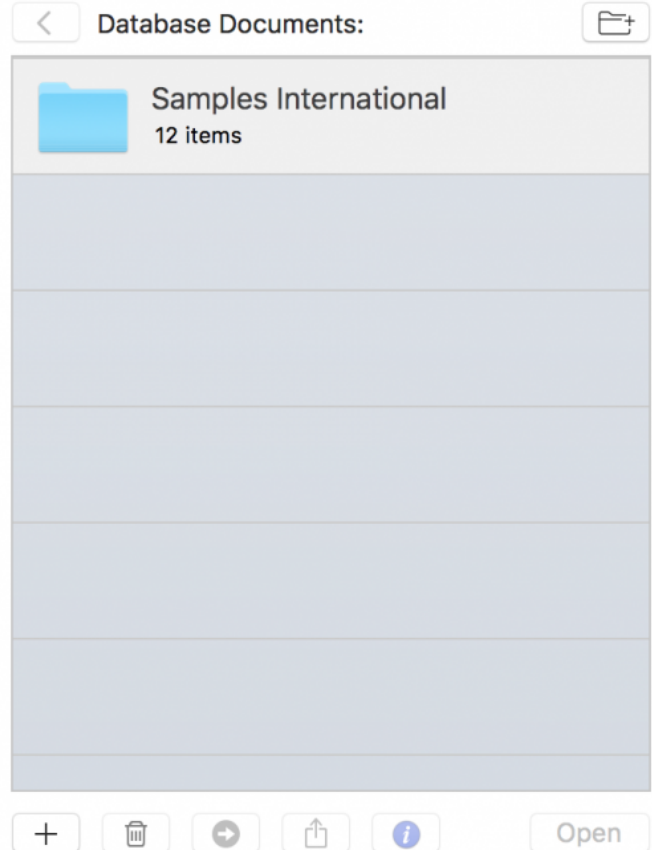 Database Documents:
Samples International
12 items
Open